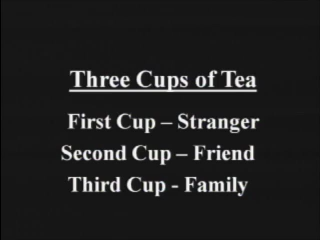 Three Cups of Tea
First Cup – Stranger
Second Cup – Friend
Third Cup - Family